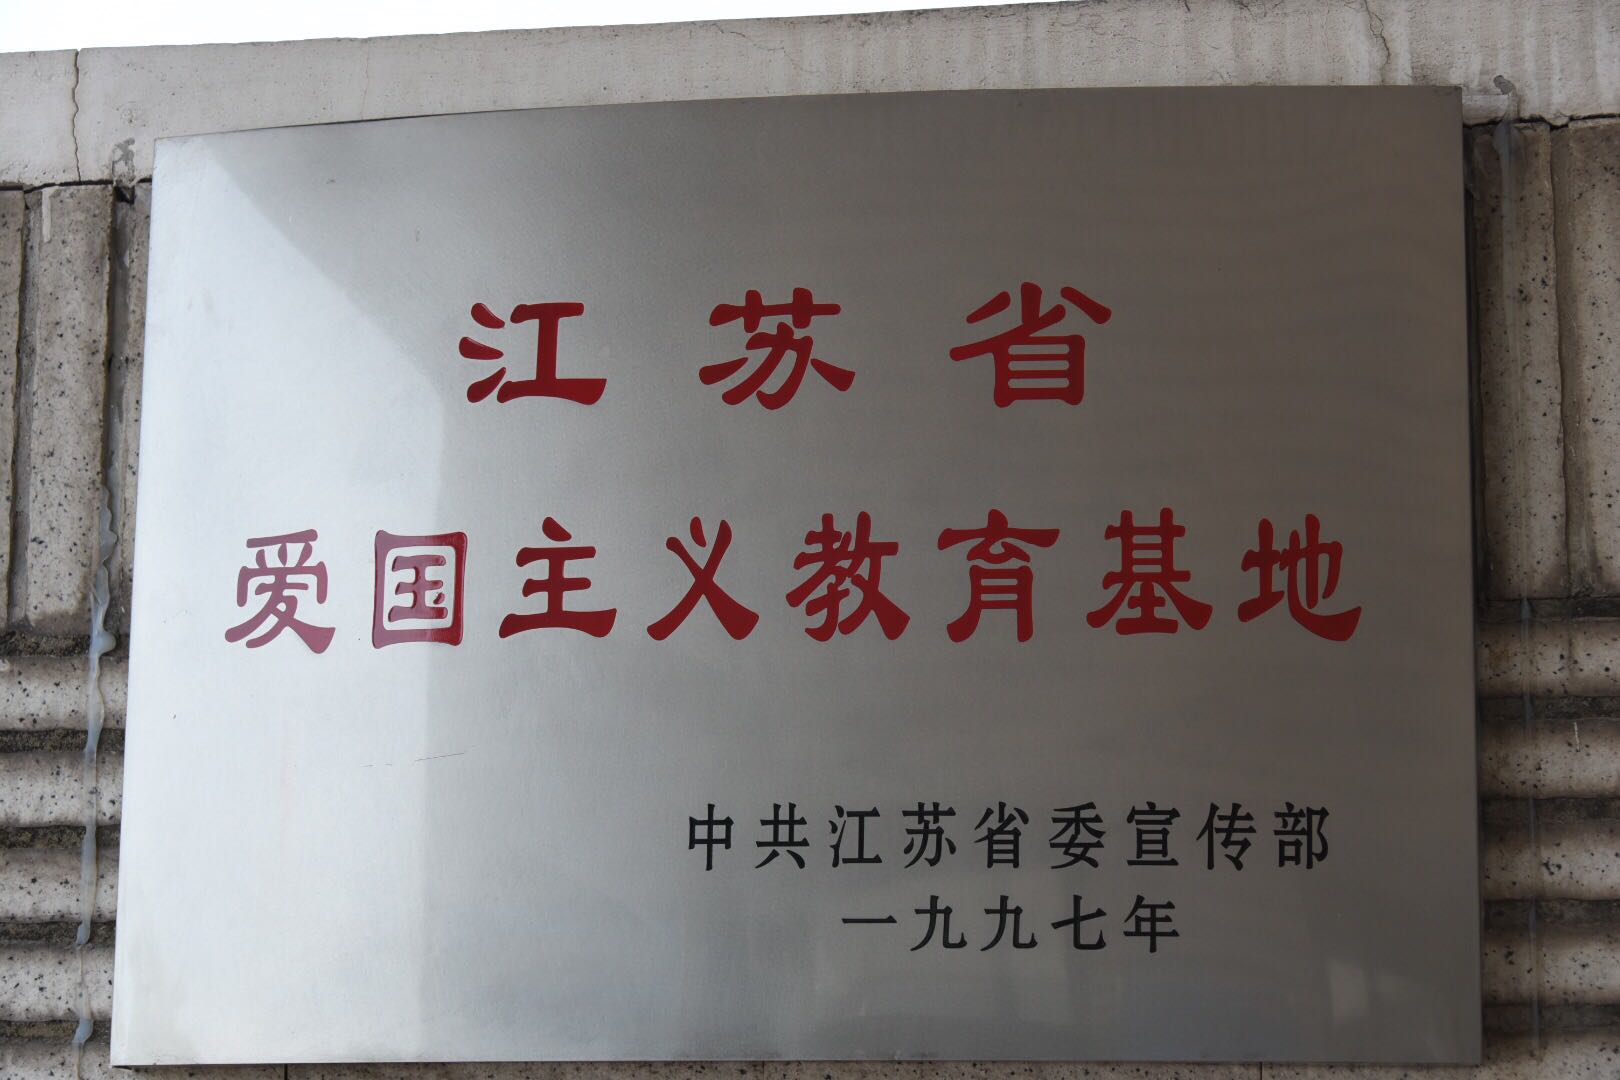 江苏省
爱国主义教育基地
中共江苏省委宣传部
一九九七年